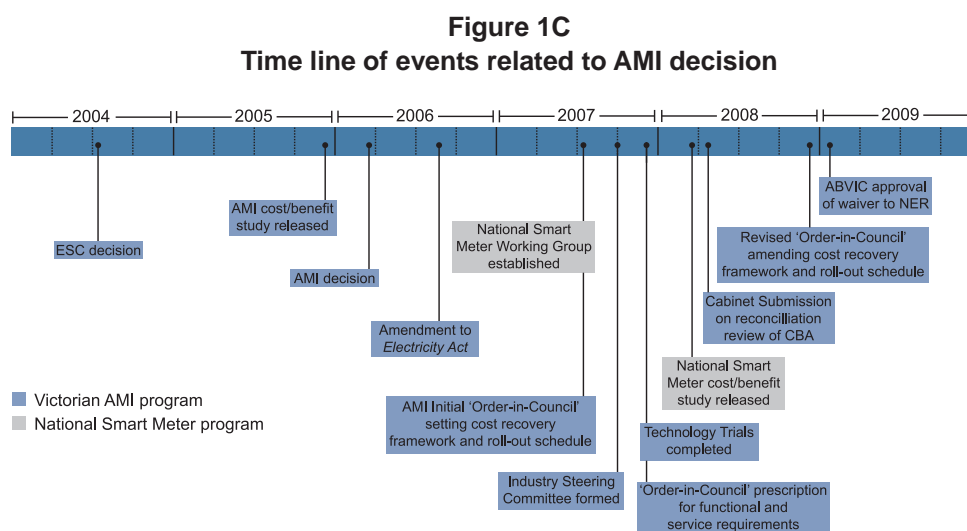 Figure 1C
Time line of events related to AMI decision
2004
2005
2006
2007
2008
2009
ESC decision
AMI cost/benefit
study released
AMI decision
Amendment to
Electricity Act
National Smart
Meter Working Group
established
AMI Initial ‘Order-in-Council’
setting cost recovery
framework and roll-out schedule
Industry Steering
Committee formed
Technology Trials
completed
‘Order-in-Council’ prescription
for functional and
service requirements
National Smart
Meter cost/benefit
study released
Cabinet Submission
on reconcilliation
review of CBA
Revised ‘Order-in-Council’
amending cost recovery
framework and roll-out schedule
ABVIC approval
of waiver to NER
Victorian AMI program
National Smart Meter program